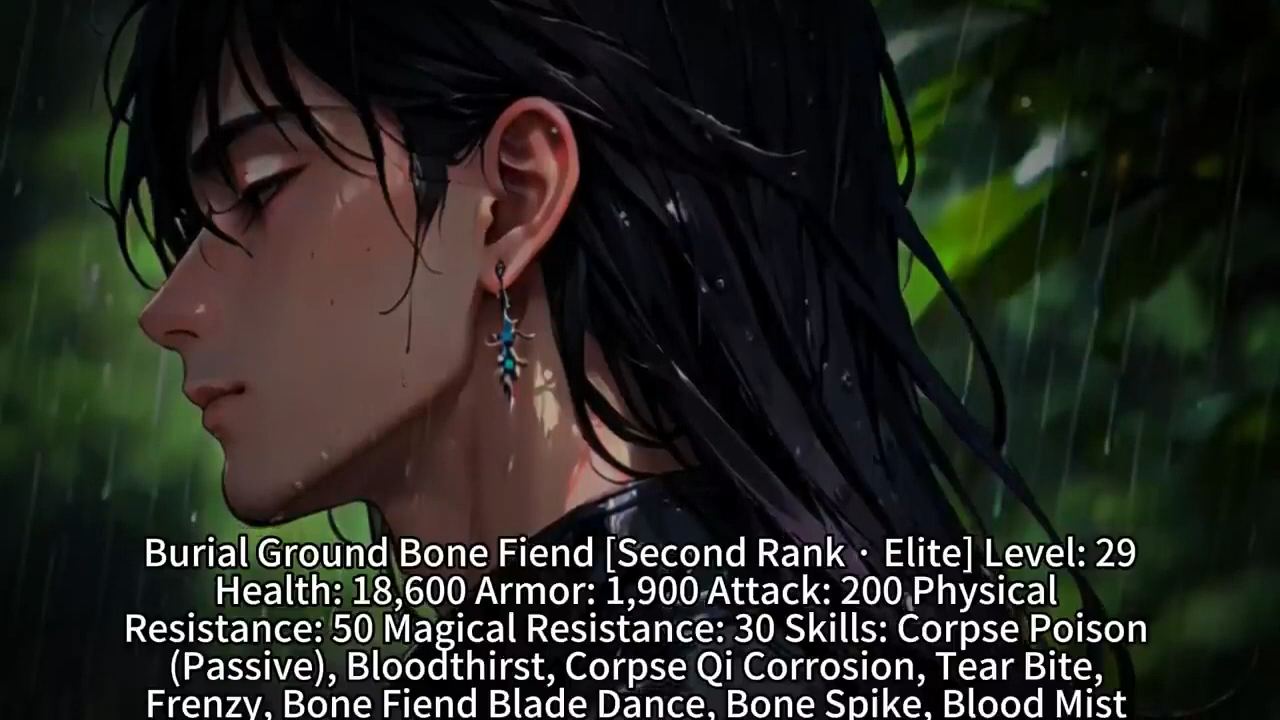 Burial Ground Bone Fiend [Second Rank · Elite] Level: 29
Health: 18,600 Armor: 1,900 Attack: 200 Physical
Resistance: 50 Magical Resistance: 30 Skills: Corpse Poison
(Passive), Bloodthirst, Corpse Qi Corrosion, Tear Bite,
Frenzy, Bone Fiend Blade Dance, Bone Spike, Blood Mist